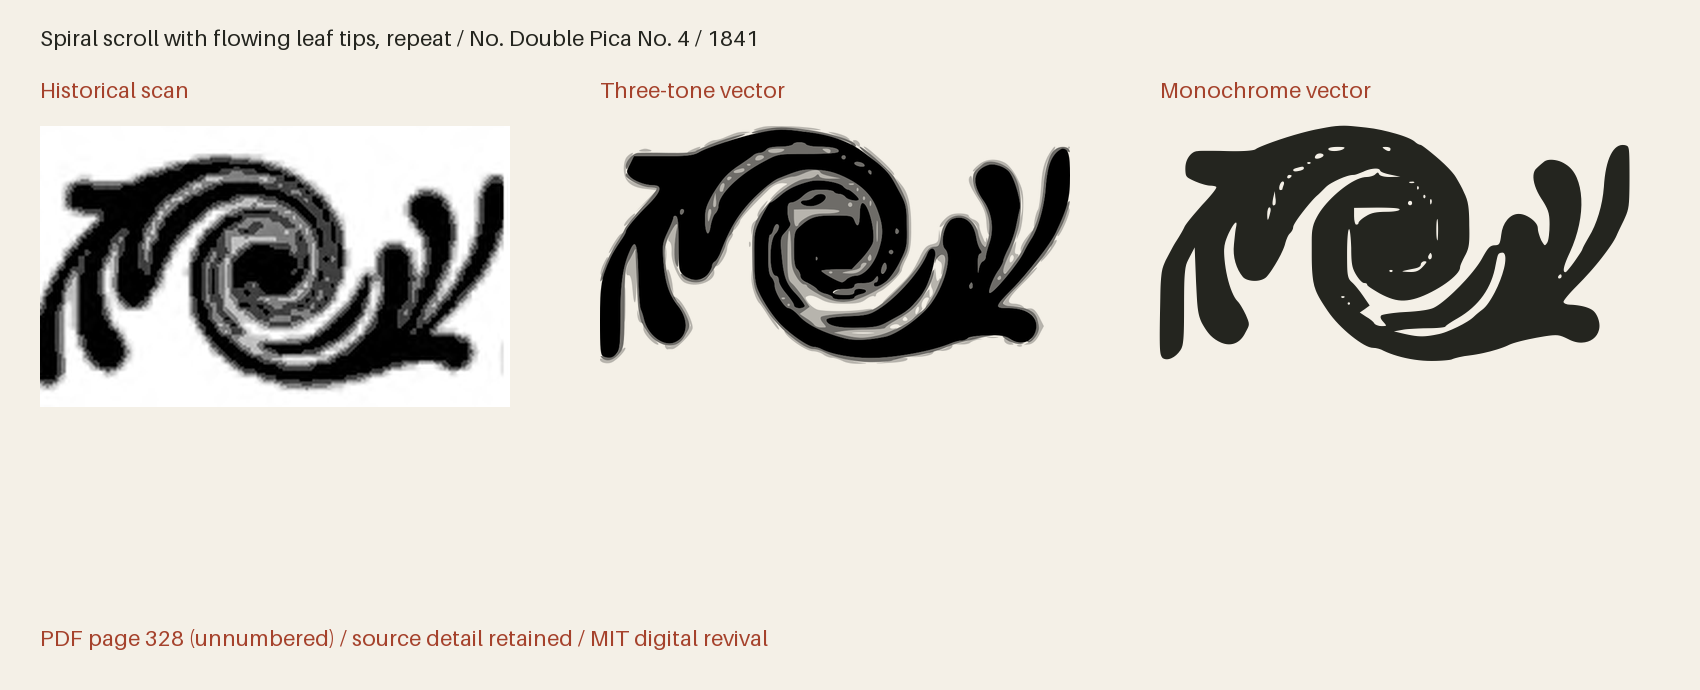 Spiral scroll with flowing leaf tips, repeat / No. Double Pica No. 4 / 1841
Historical scan
Three-tone vector
Monochrome vector
PDF page 328 (unnumbered) / source detail retained / MIT digital revival